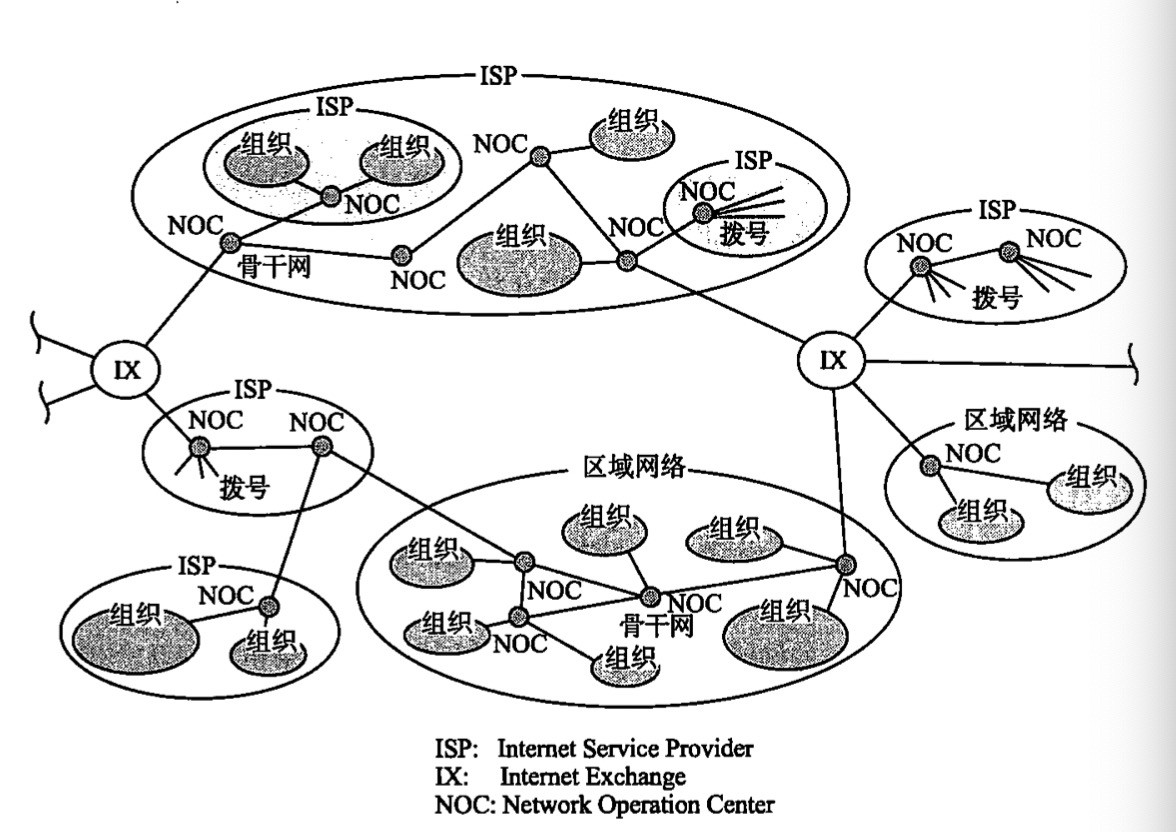 ISP
ISP
组织
组织
NOC
NOC
骨干网
NOC
NOC
组织
ISP
NOC
拨号
NOC
组织
ISP
NOC
NOC
拨号
IX
IX
ISP
NOC
NOC
拨号
区域网络
NOC
组织
组织
区域网络
组织
组织
组织
NOC
NOC
骨干网
NOC
组织
NOC
组织
组织
ISP
NOC
组织
组织
ISP: Internet Service Provider
IX: Internet Exchange
NOC: Network Operation Center